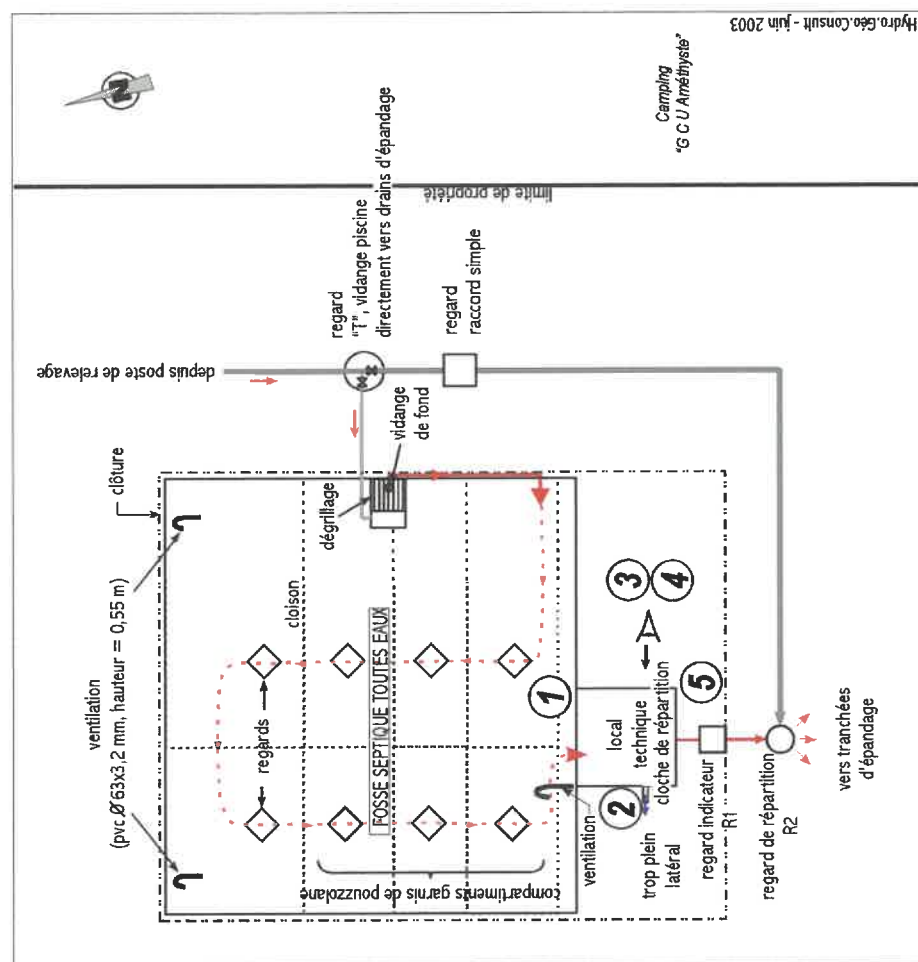 Hydro.Géo.Consult - juin 2003
N
Camping
"G C U Améthyste"
limite de propriété
regard
"T", vidange piscine
directement vers drains d'épandage
regard
raccord simple
depuis poste de relevage
vidange
de fond
clôture
dégrillage
ventilation
(pvc Ø 63x3,2 mm, hauteur = 0,55 m)
cloison
regards
FOSSE SEPTIQUE TOUTES EAUX
compartiments garnis de pouzzolane
1
2
3
4
5
local
technique
cloche de répartition
ventilation
trop plein
latéral
regard indicateur
R1
regard de répartition
R2
vers tranchées
d'épandage